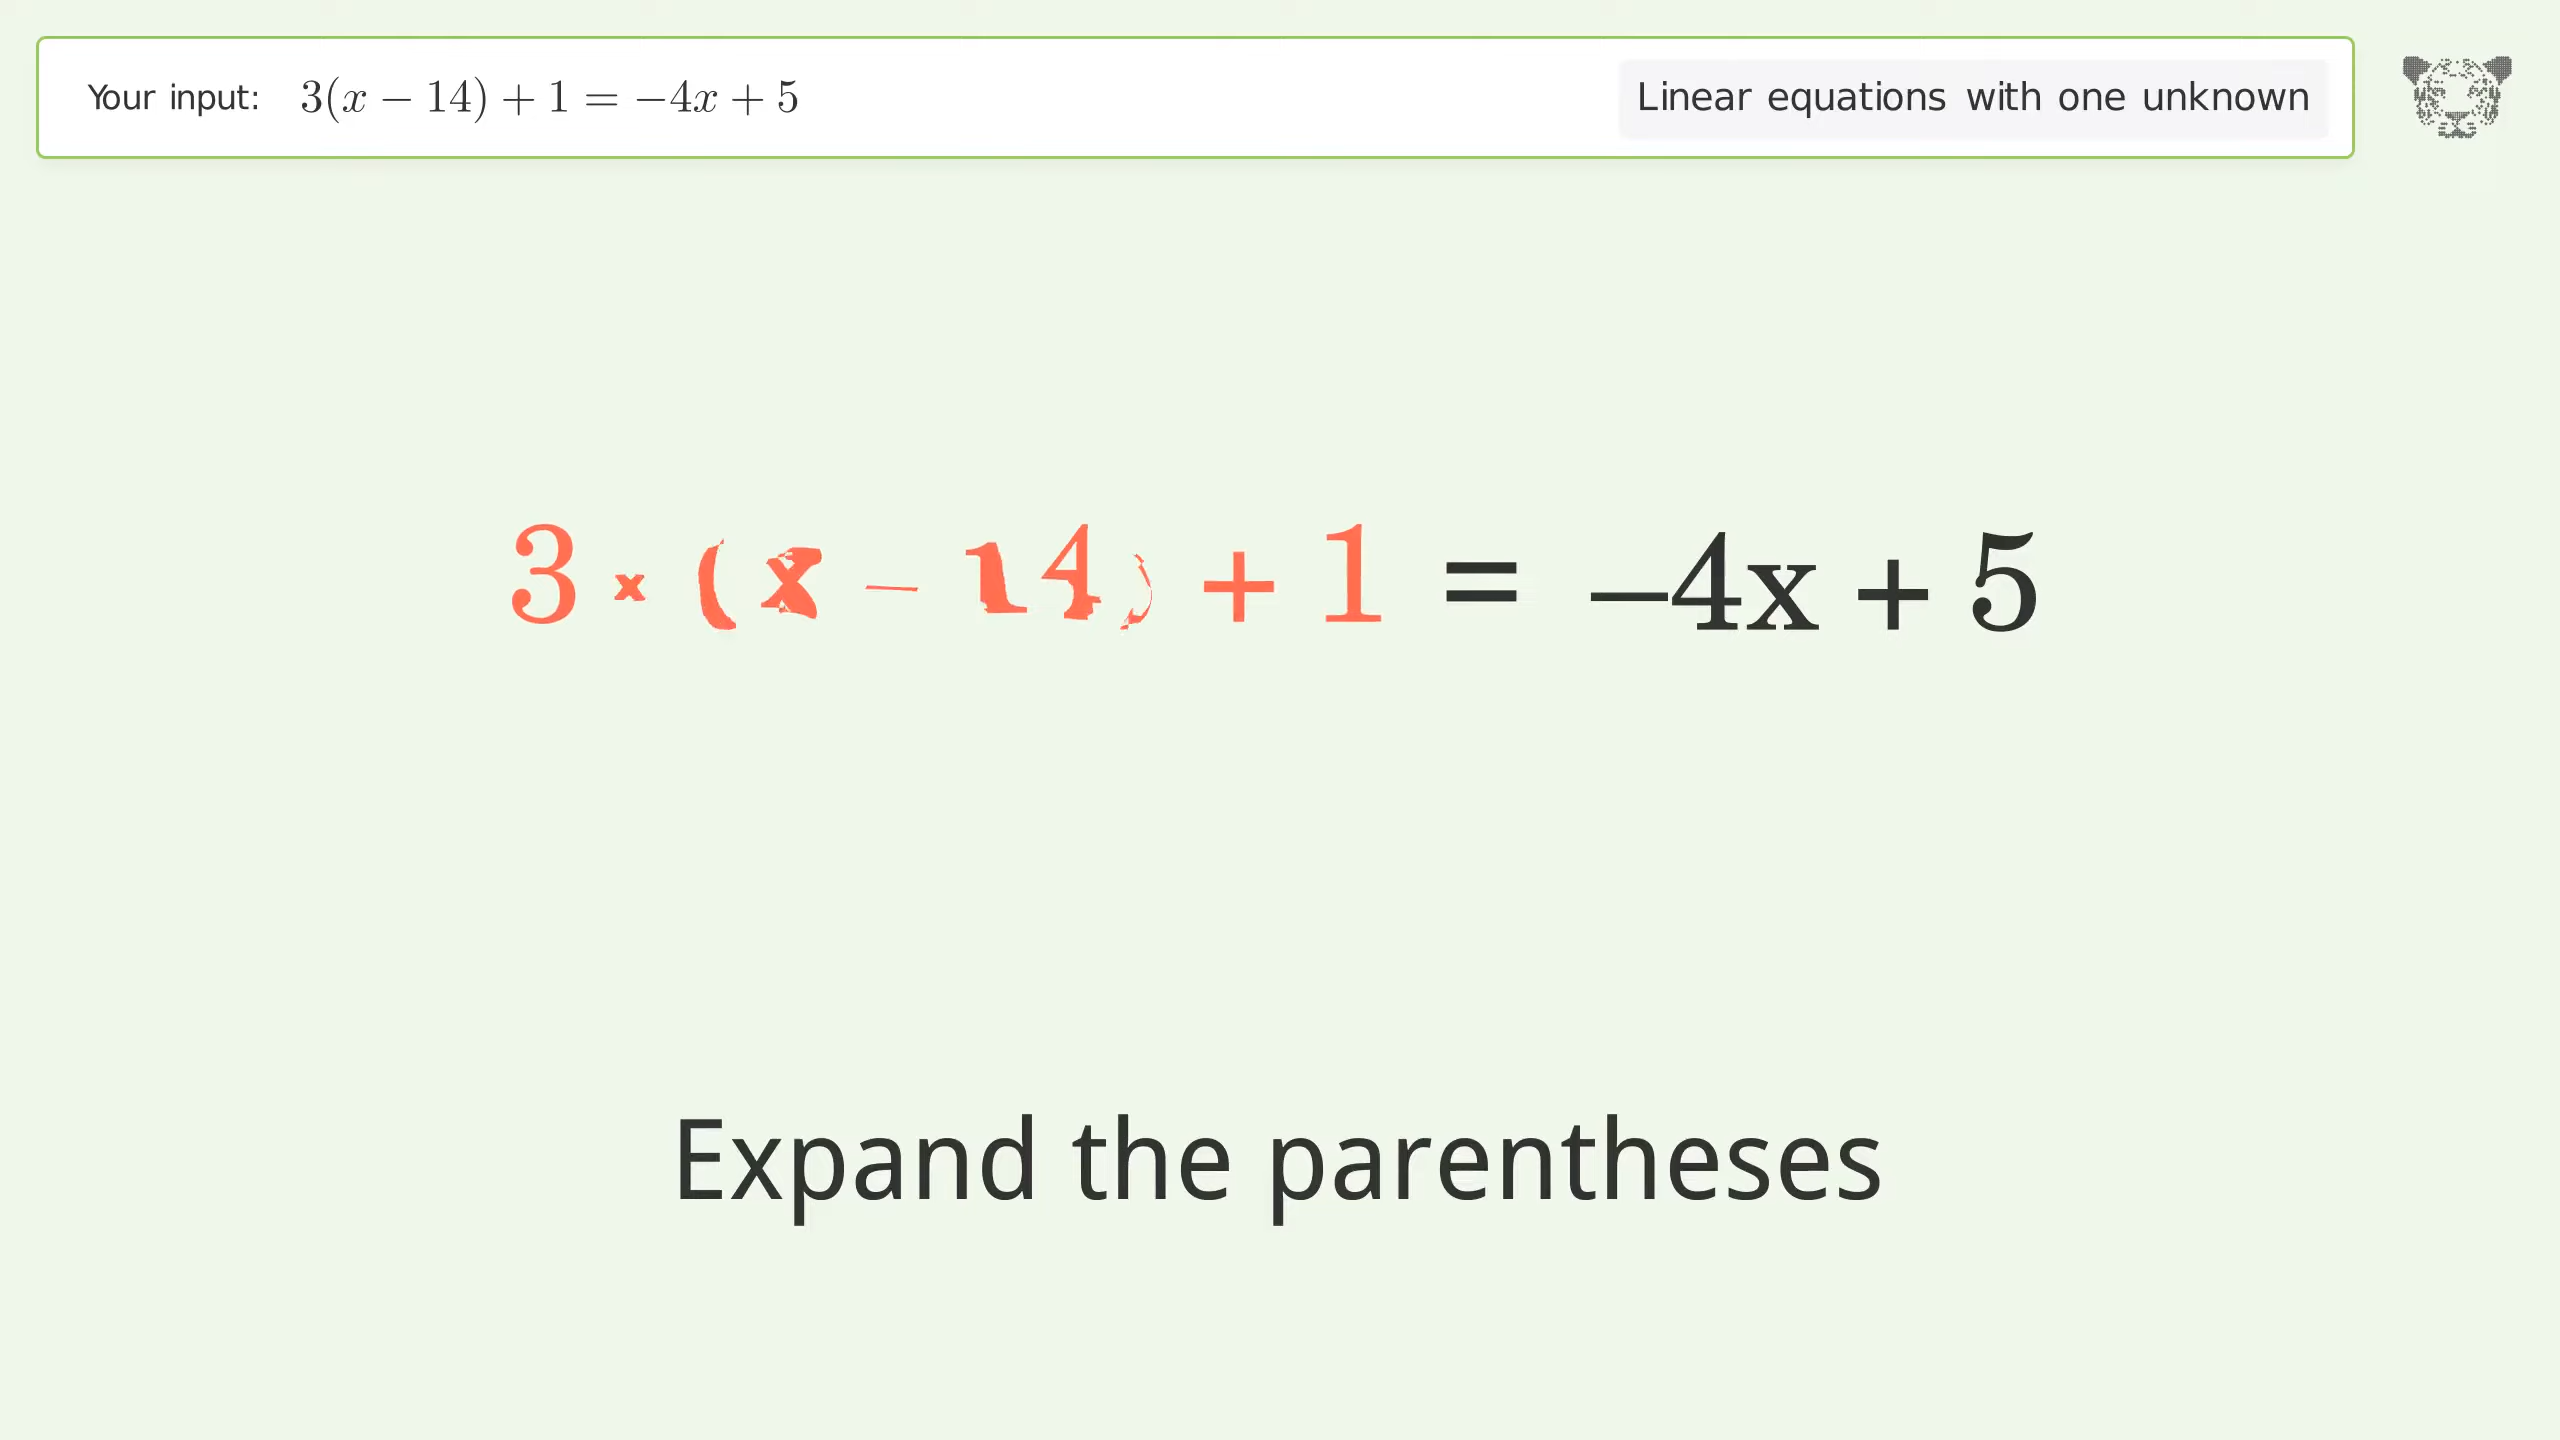 Your input: 3(x − 14) + 1 = −4x + 5
Linear equations with one unknown
3 · (x − 14) + 1 = −4x + 5
Expand the parentheses